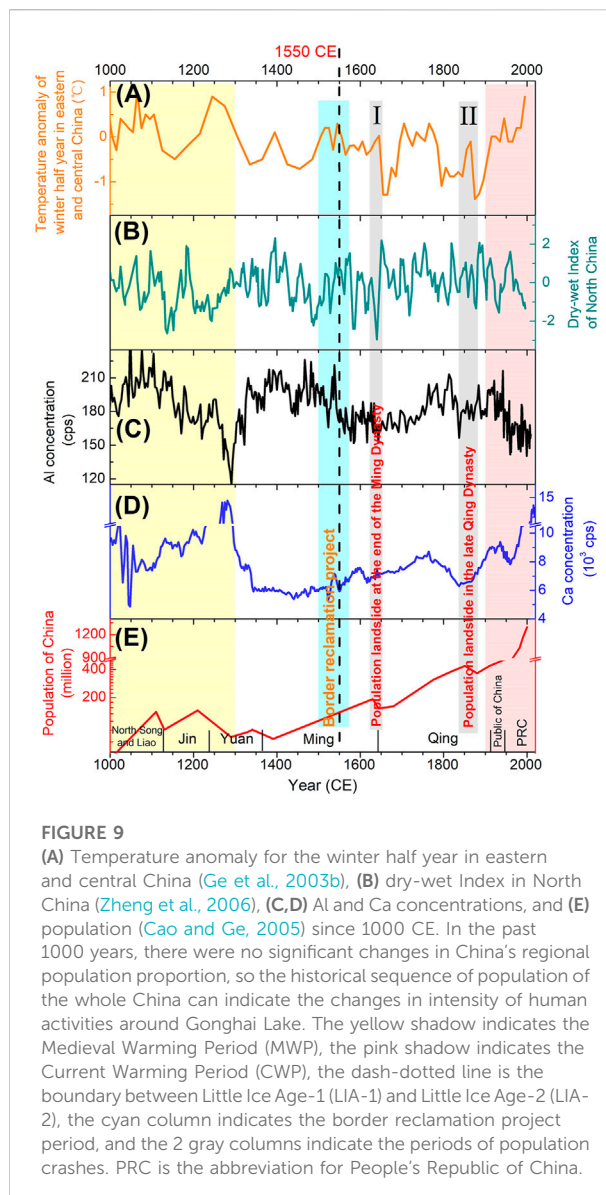 1550 CE
1000 1200 1400 1600 1800 2000
(A)
I
II
1
0
-1
Temperature anomaly of
winter half year in eastern
and central China (℃)
(B)
2
0
-2
Dry-wet Index
of North China
210
180
150
120
Al concentration
(cps)
(C)
(D)
15
10
8
6
4
Ca concentration
(10³ cps)
Border reclamation project
Population landside at the end of the Ming Dynasty
Population landside in the late Qing Dynasty
(E)
1200
900
400
200
Population of China
(million)
North Song
and Liao
Jin
Yuan
Ming
Qing
Public of China
PRC
1000 1200 1400 1600 1800 2000
Year (CE)
FIGURE 9
(A) Temperature anomaly for the winter half year in eastern
and central China (Ge et al., 2003b), (B) dry-wet Index in North
China (Zheng et al., 2006), (C,D) Al and Ca concentrations, and (E)
population (Cao and Ge, 2005) since 1000 CE. In the past
1000 years, there were no significant changes in China's regional
population proportion, so the historical sequence of population of
the whole China can indicate the changes in intensity of human
activities around Gonghai Lake. The yellow shadow indicates the
Medieval Warming Period (MWP), the pink shadow indicates the
Current Warming Period (CWP), the dash-dotted line is the
boundary between Little Ice Age-1 (LIA-1) and Little Ice Age-2 (LIA-
2), the cyan column indicates the border reclamation project
period, and the 2 gray columns indicate the periods of population
crashes. PRC is the abbreviation for People's Republic of China.